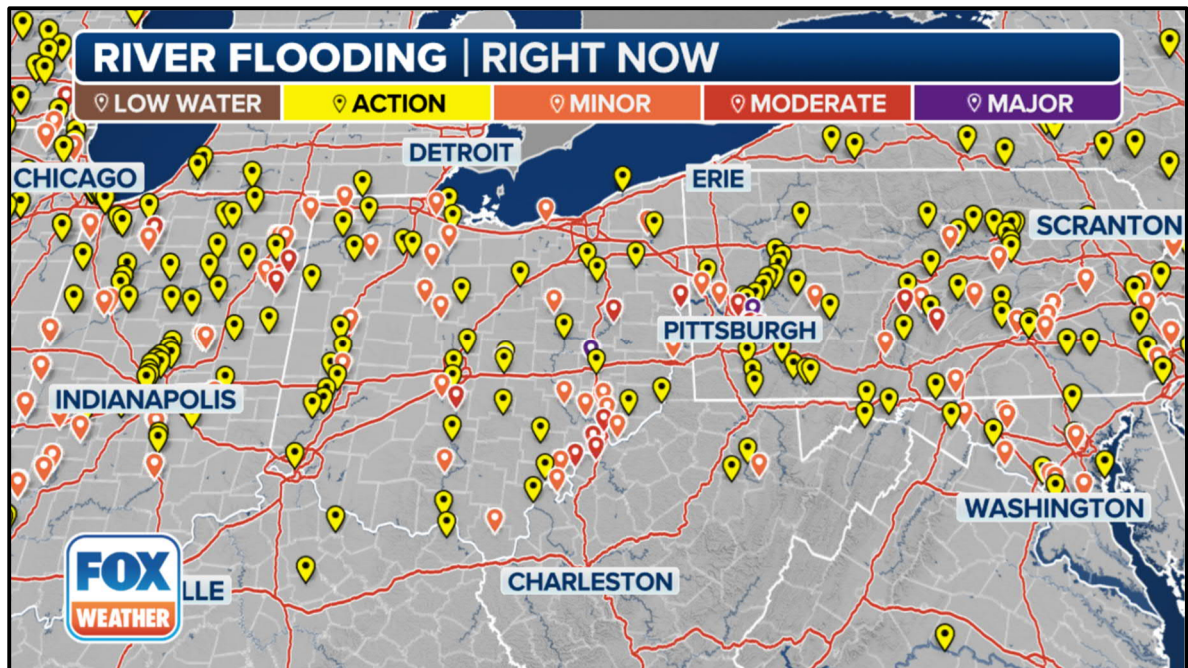 RIVER FLOODING | RIGHT NOW
LOW WATER ACTION MINOR MODERATE MAJOR
DETROIT
CHICAGO
ERIE
SCRANTON
PITTSBURGH
INDIANAPOLIS
WASHINGTON
CHARLESTON
LLE
FOX
WEATHER